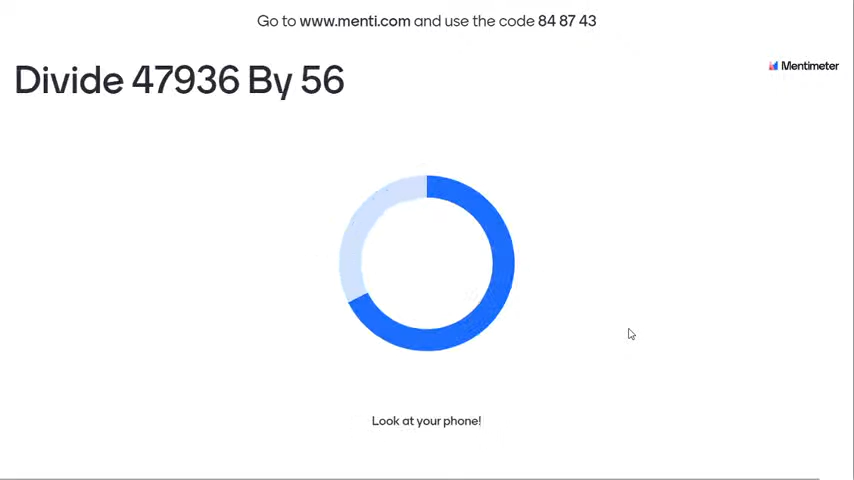 Go to www.menti.com and use the code 84 87 43
Divide 47936 By 56
Mentimeter
Look at your phone!